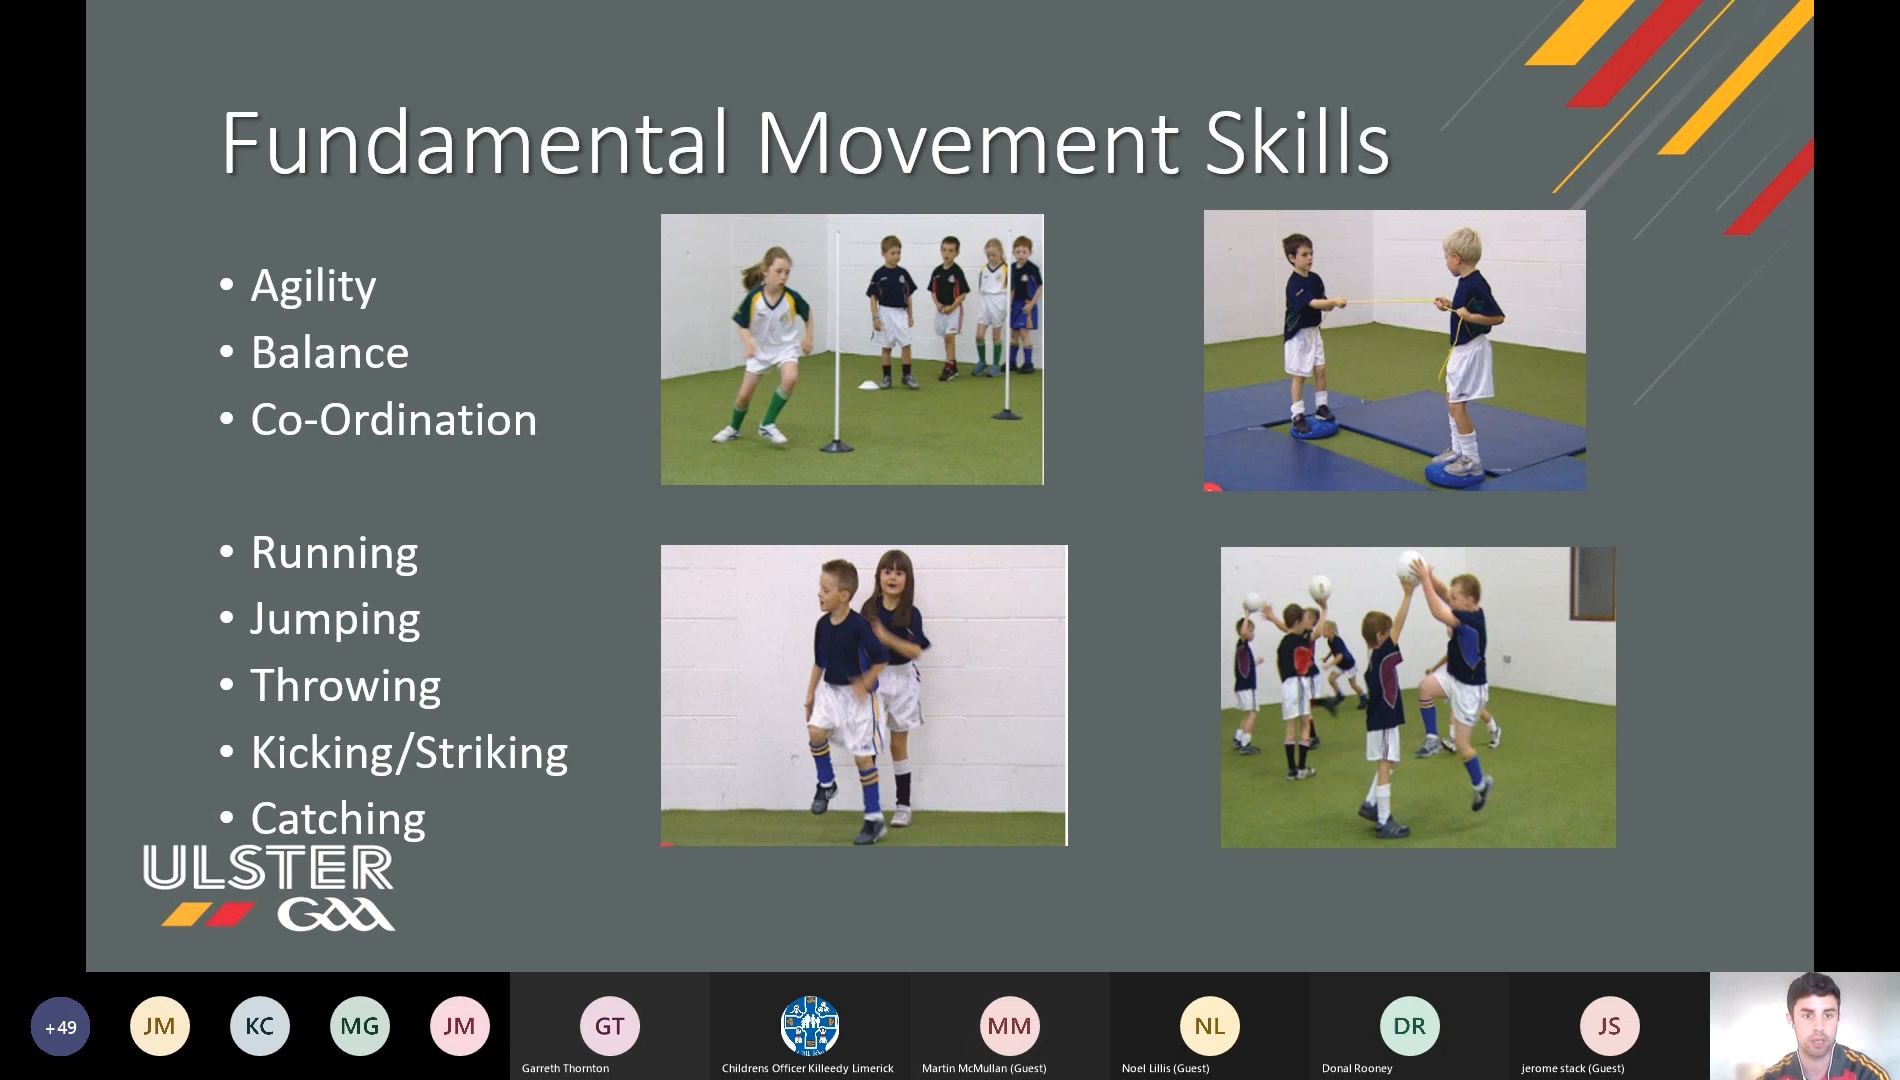 Fundamental Movement Skills
• Agility
• Balance
• Co-Ordination
• Running
• Jumping
• Throwing
• Kicking/Striking
• Catching
ULSTER
GAA
+49
JM
KC
MG
JM
GT
MM
NL
DR
JS
Garreth Thornton
Childrens Officer Killeedy Limerick
Martin McMullan (Guest)
Noel Lillis (Guest)
Donal Rooney
jerome stack (Guest)